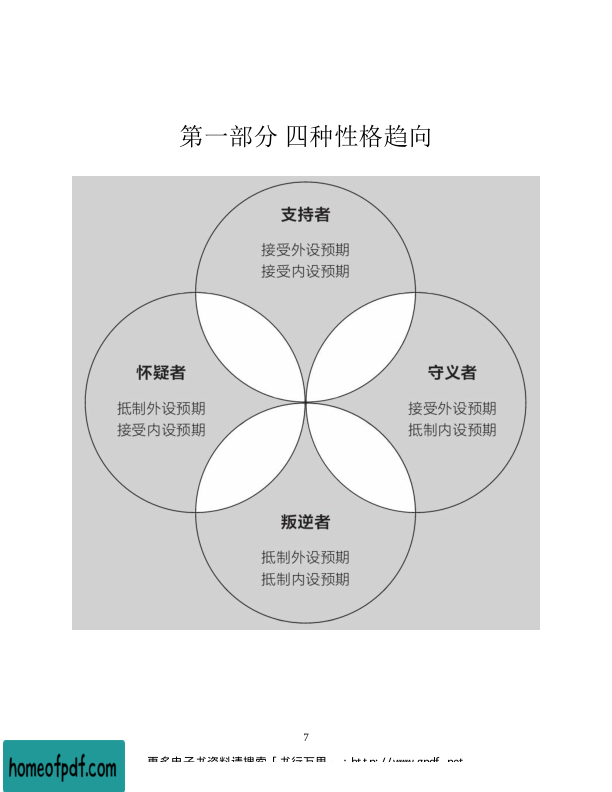 第一部分 四种性格趋向
支持者
接受外设预期
接受内设预期
怀疑者
抵制外设预期
接受内设预期
守义者
接受外设预期
抵制内设预期
叛逆者
抵制外设预期
抵制内设预期
7
更多电子书资料请搜索「书行万里
homeofpdf.com